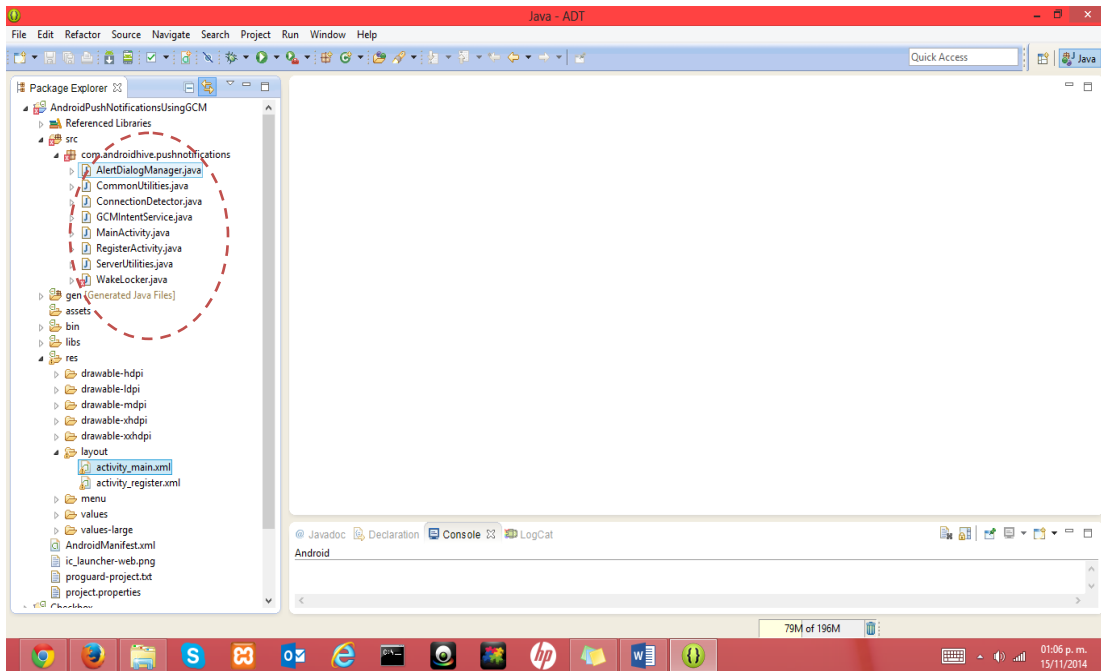 Java - ADT
File Edit Refactor Source Navigate Search Project Run Window Help
Quick Access
Java
Package Explorer
AndroidPushNotificationsUsingGCM
Referenced Libraries
src
com.androidhive.pushnotifications
AlertDialogManager.java
CommonUtilities.java
ConnectionDetector.java
GCMIntentService.java
MainActivity.java
RegisterActivity.java
ServerUtilities.java
WakeLocker.java
gen [Generated Java Files]
assets
bin
libs
res
drawable-hdpi
drawable-ldpi
drawable-mdpi
drawable-xhdpi
drawable-xxhdpi
layout
activity_main.xml
activity_register.xml
menu
values
values-large
AndroidManifest.xml
ic_launcher-web.png
proguard-project.txt
project.properties
Checkbox
@ Javadoc Declaration Console LogCat
Android
79M of 196M
01:06 p. m.
15/11/2014